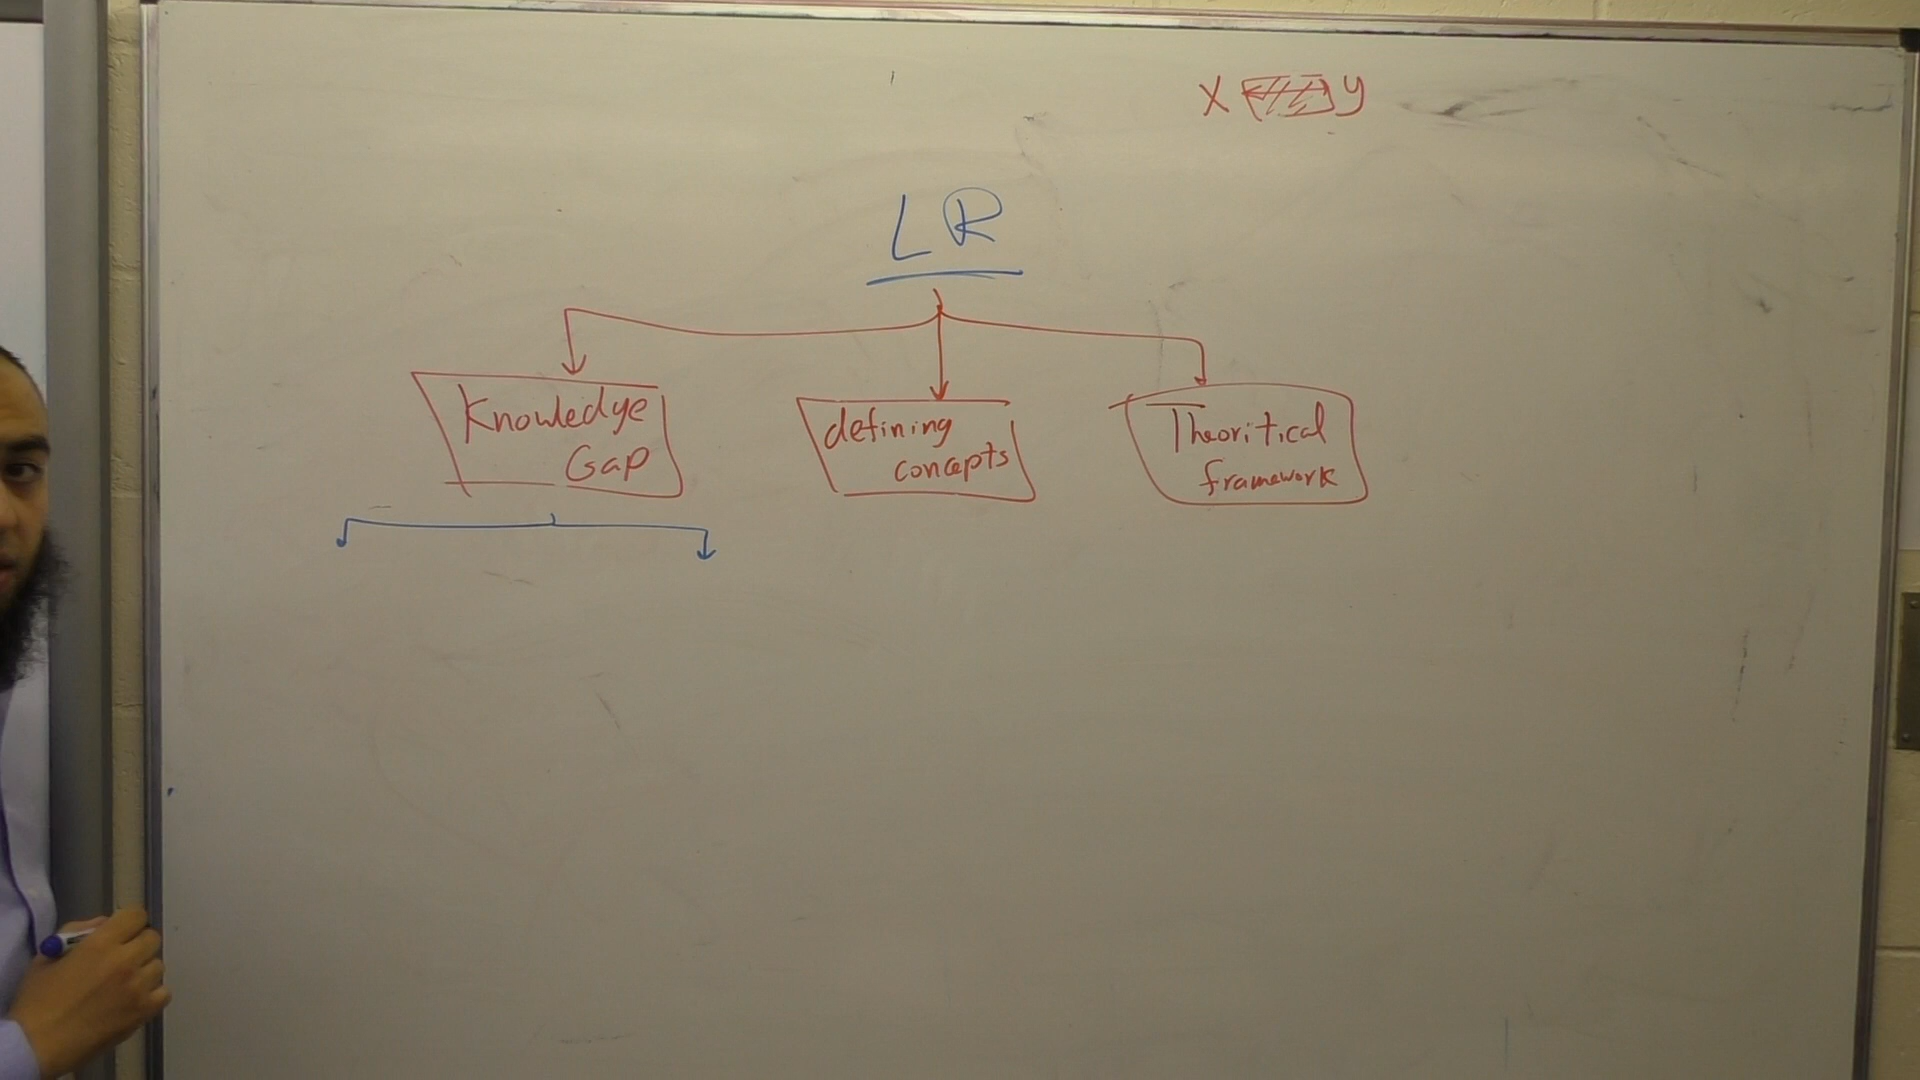 X y
LR
Knowledge
Gap
defining
concepts
Theoritical
framework